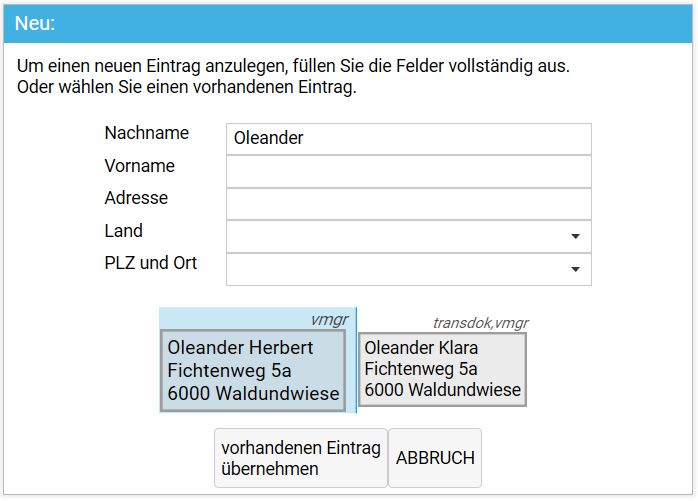 Neu:
Um einen neuen Eintrag anzulegen, füllen Sie die Felder vollständig aus.
Oder wählen Sie einen vorhandenen Eintrag.
Nachname Oleander
Vorname
Adresse
Land
PLZ und Ort
vmgr
Oleander Herbert
Fichtenweg 5a
6000 Waldundwiese
transdok,vmgr
Oleander Klara
Fichtenweg 5a
6000 Waldundwiese
vorhandenen Eintrag
übernehmen
ABBRUCH